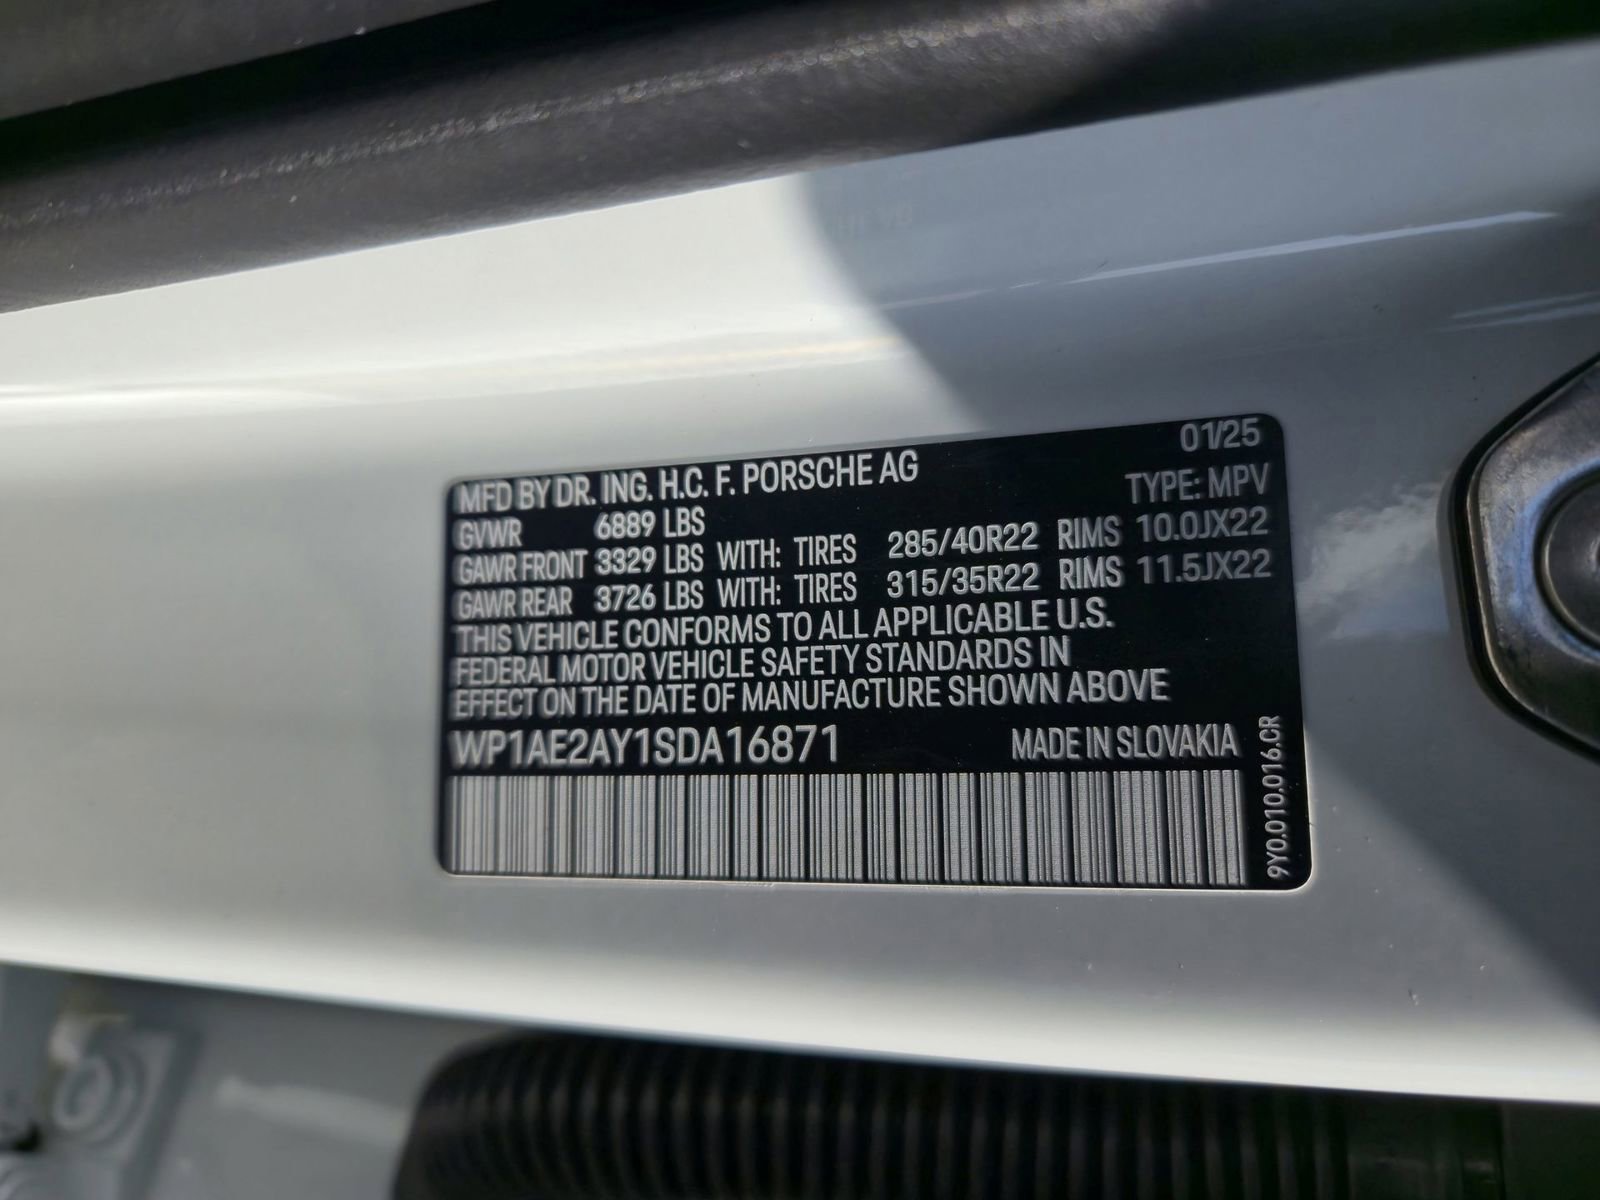 01/25
MFD BY DR. ING. H.C. F. PORSCHE AG TYPE: MPV
GVWR 6889 LBS
GAWR FRONT 3329 LBS WITH: TIRES 285/40R22 RIMS 10.0JX22
GAWR REAR 3726 LBS WITH: TIRES 315/35R22 RIMS 11.5JX22
THIS VEHICLE CONFORMS TO ALL APPLICABLE U.S.
FEDERAL MOTOR VEHICLE SAFETY STANDARDS IN
EFFECT ON THE DATE OF MANUFACTURE SHOWN ABOVE
WP1AE2AY1SDA16871 MADE IN SLOVAKIA
9Y0.010.016.CR